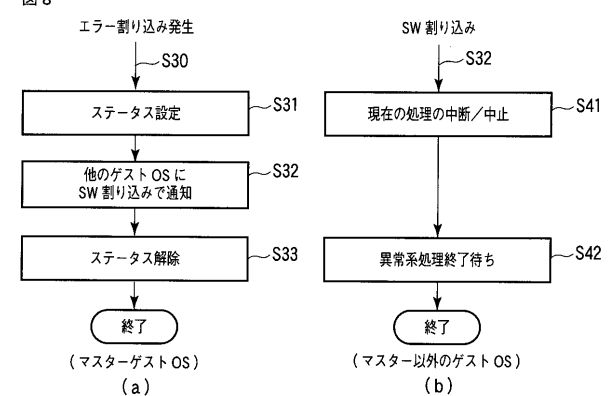 図8
エラー割り込み発生
S30
ステータス設定
S31
他のゲストOSに
SW割り込みで通知
S32
ステータス解除
S33
終了
(マスターゲストOS)
(a)
SW割り込み
S32
現在の処理の中断/中止
S41
異常系処理終了待ち
S42
終了
(マスター以外のゲストOS)
(b)